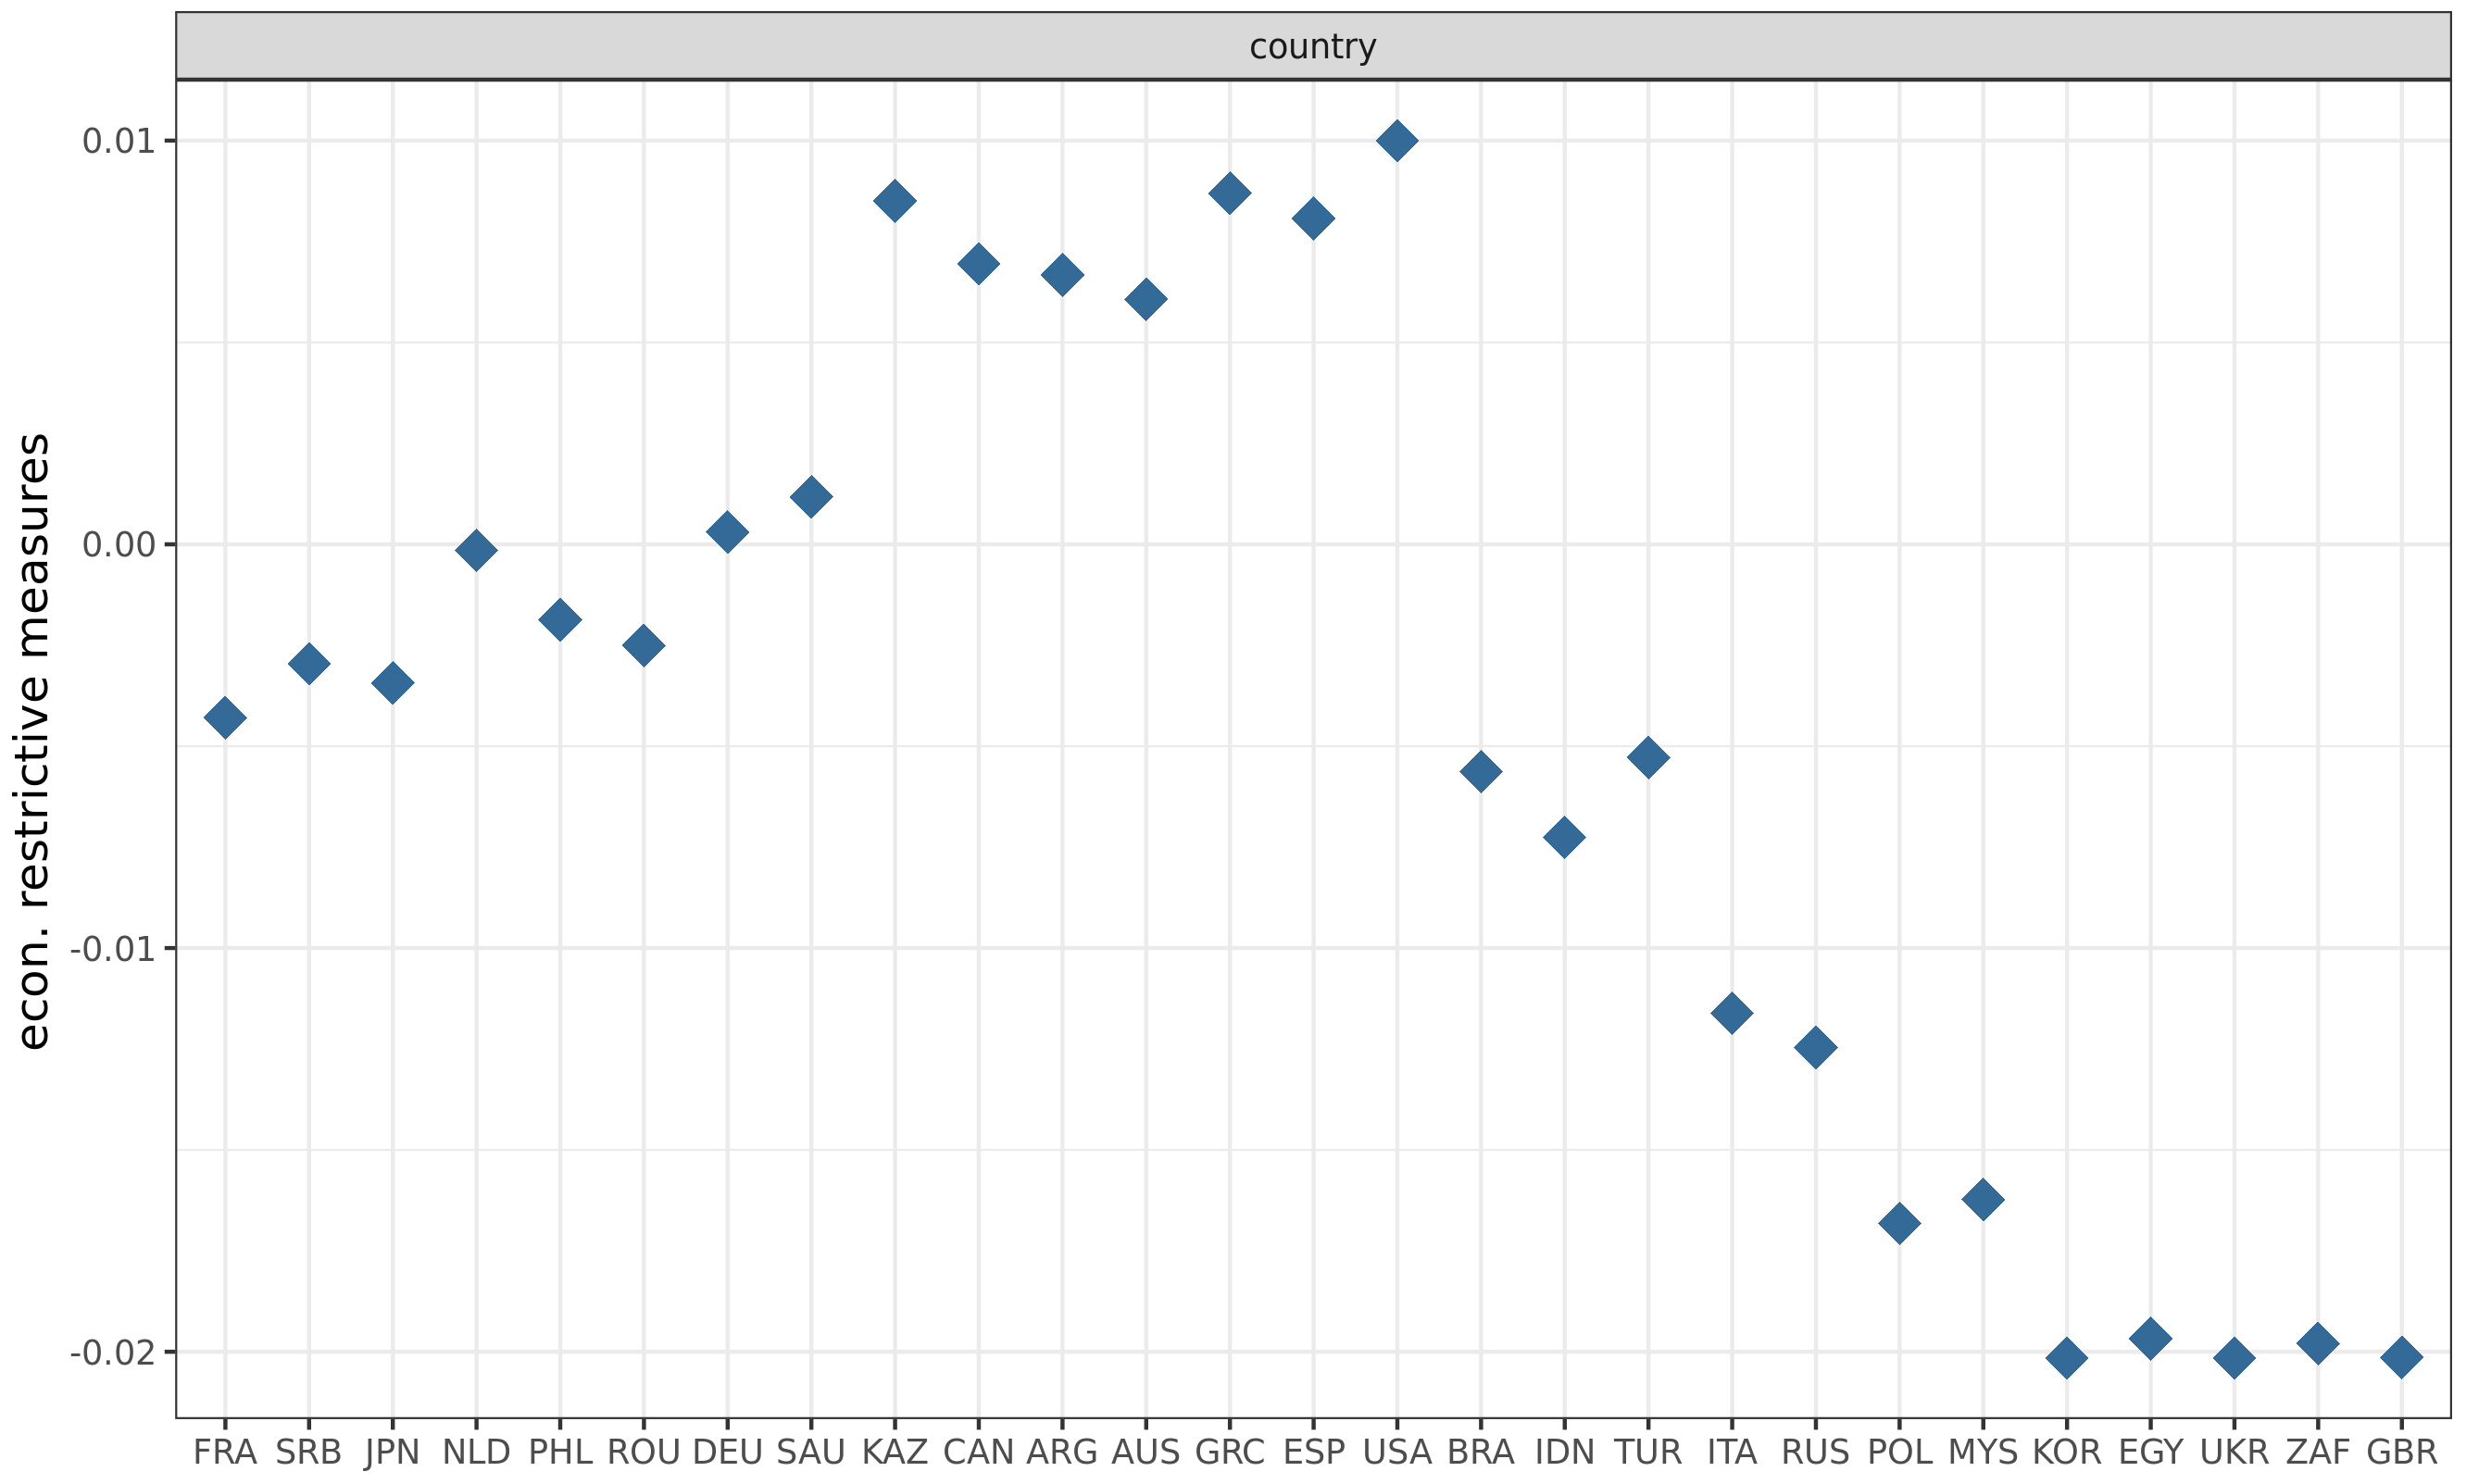 country
econ. restrictive measures
0.01
0.00
-0.01
-0.02
FRA SRB JPN NLD PHL ROU DEU SAU KAZ CAN ARG AUS GRC ESP USA BRA IDN TUR ITA RUS POL MYS KOR EGY UKR ZAF GBR